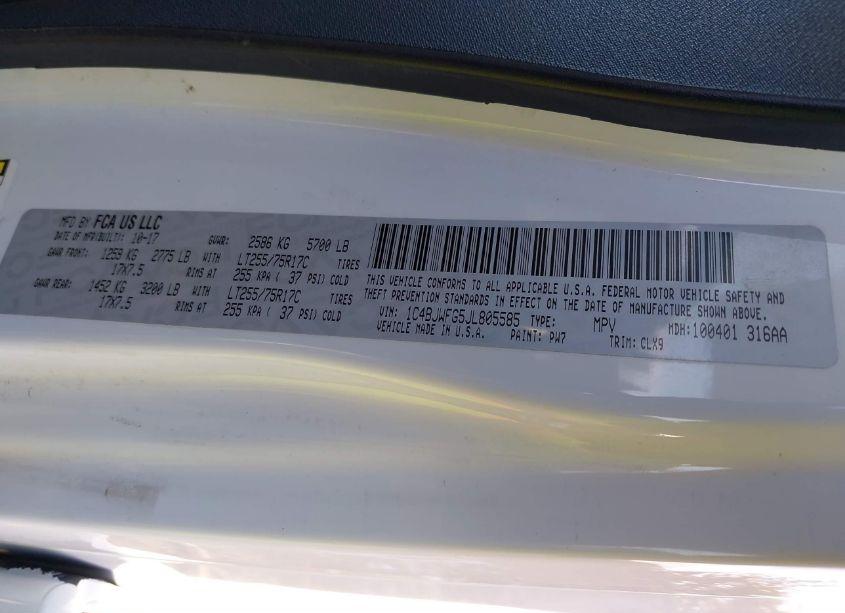 MFD BY FCA US LLC
DATE OF MFR(BUILT): 10-17 GVWR: 2586 KG 5700 LB
GAWR FRONT: 1259 KG 2775 LB WITH LT255/75R17C TIRES
17X7.5 RIMS AT 255 KPA ( 37 PSI) COLD
GAWR REAR: 1452 KG 3200 LB WITH LT255/75R17C TIRES
17X7.5 RIMS AT 255 KPA ( 37 PSI) COLD
THIS VEHICLE CONFORMS TO ALL APPLICABLE U.S.A. FEDERAL MOTOR VEHICLE SAFETY AND
THEFT PREVENTION STANDARDS IN EFFECT ON THE DATE OF MANUFACTURE SHOWN ABOVE.
VIN: 1C4BJWFG5JL805585 TYPE: MPV MDH:100401 316AA
VEHICLE MADE IN U.S.A. PAINT: PW7 TRIM: CLX9